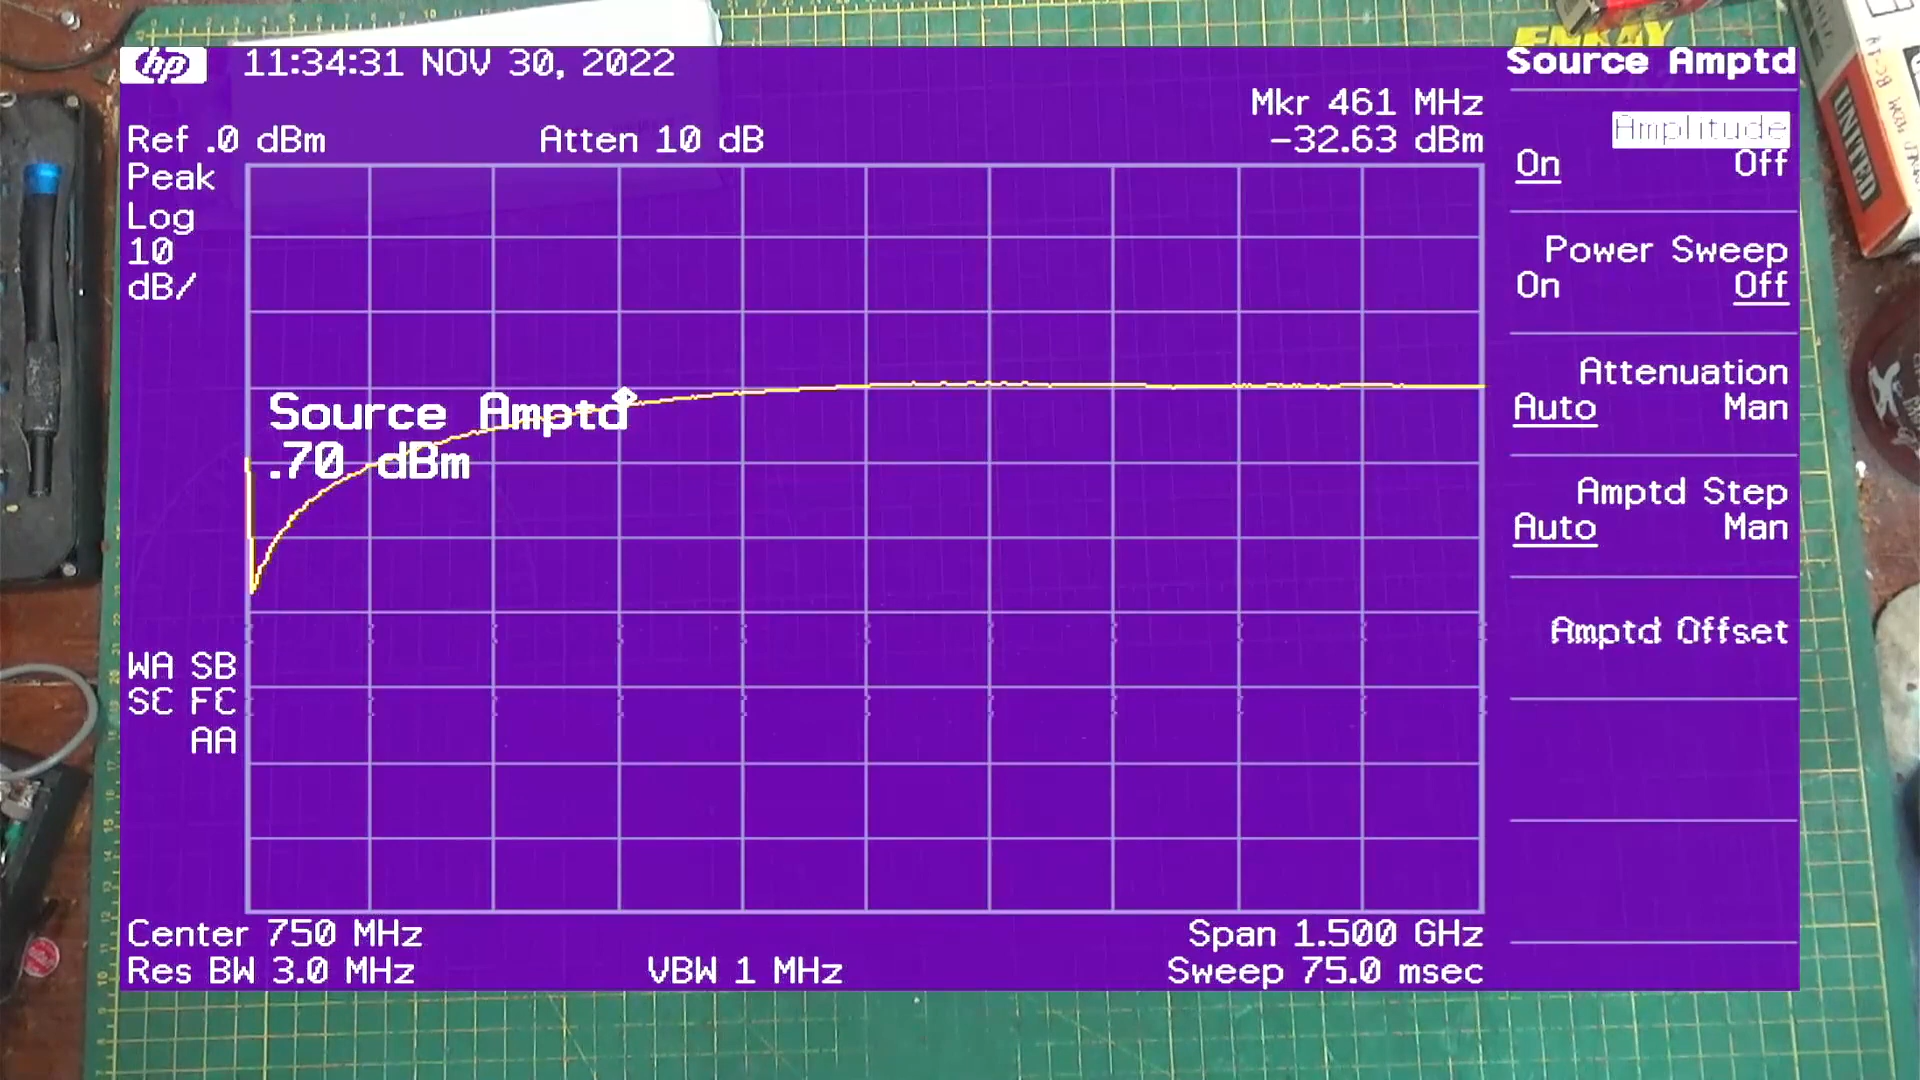 ENKAY
hp 11:34:31 NOV 30, 2022
Mkr 461 MHz
Ref .0 dBm Atten 10 dB -32.63 dBm
Peak
Log
10
dB/
Source Amptd
.70 dBm
WA SB
SC FC
AA
Center 750 MHz Span 1.500 GHz
Res BW 3.0 MHz VBW 1 MHz Sweep 75.0 msec
Source Amptd
Amplitude
On Off
Power Sweep
On Off
Attenuation
Auto Man
Amptd Step
Auto Man
Amptd Offset
UNITED